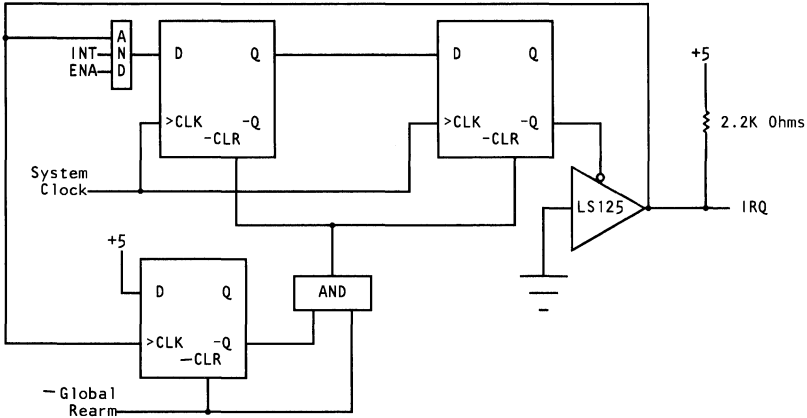 A
N
D
INT
ENA
D Q
>CLK -Q
-CLR
D Q
>CLK -Q
-CLR
+5
2.2K Ohms
System
Clock
LS125
IRQ
+5
D Q
>CLK -Q
-CLR
AND
-Global
Rearm